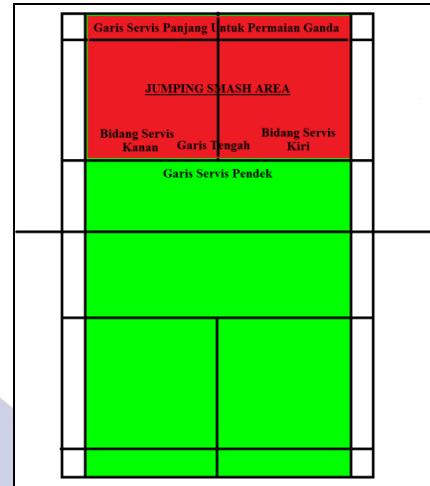 Garis Servis Panjang Untuk Permaian Ganda
JUMPING SMASH AREA
Bidang Servis
Kanan
Garis Tengah
Bidang Servis
Kiri
Garis Servis Pendek